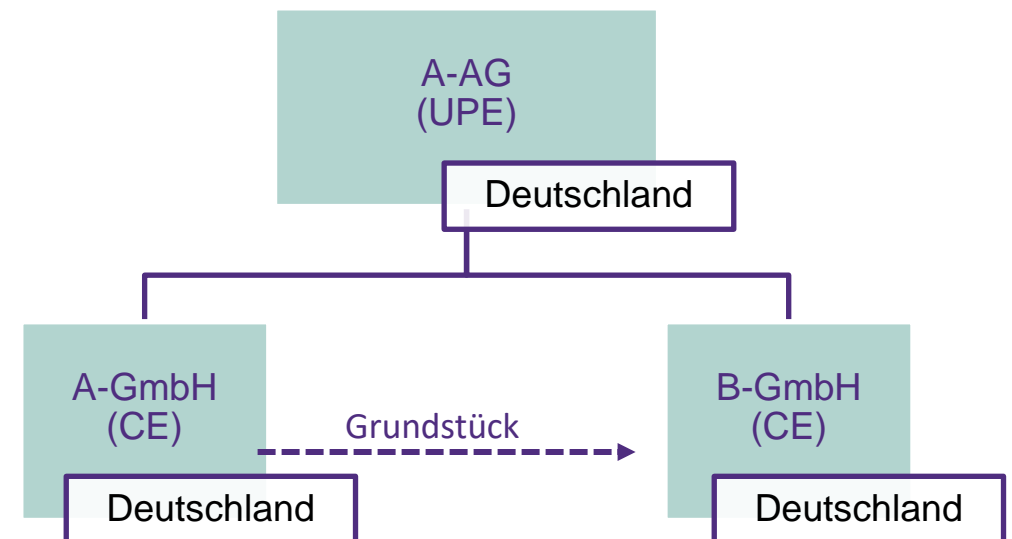 A-AG
(UPE)
Deutschland
A-GmbH
(CE)
Grundstück
B-GmbH
(CE)
Deutschland
Deutschland